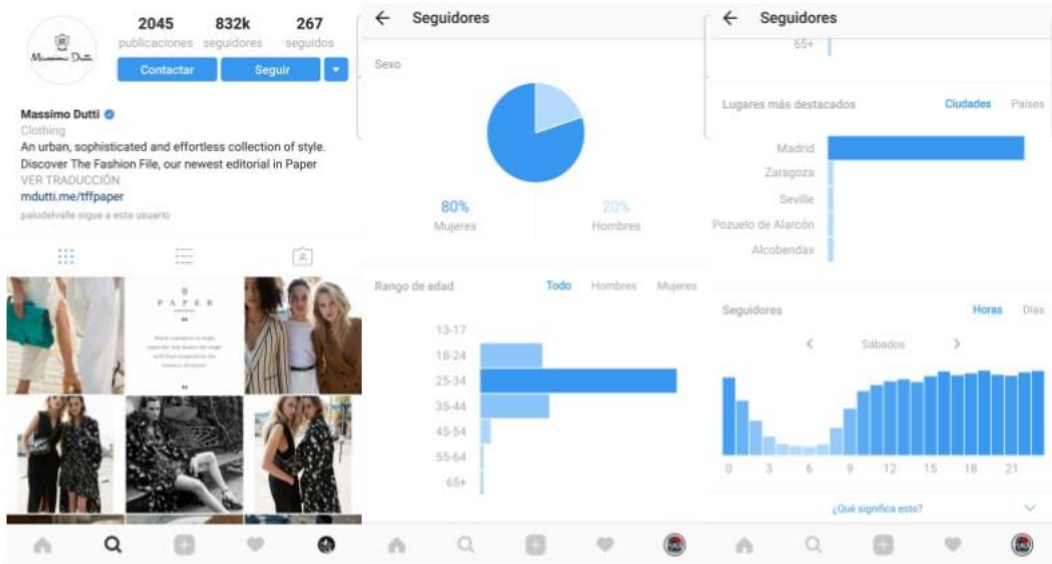 2045 832k 267
publicaciones seguidores seguidos
Contactar Seguir
Massimo Dutti
Massimo Dutti
Clothing
An urban, sophisticated and effortless collection of style.
Discover The Fashion File, our newest editorial in Paper
VER TRADUCCIÓN
mdutti.me/tffpaper
palodelvalle sigue a este usuario
PAPER
Seguidores
Sexo
80% 20%
Mujeres Hombres
Rango de edad Todo Hombres Mujeres
13-17
18-24
25-34
35-44
45-54
55-64
65+
Seguidores
65+
Lugares más destacados Ciudades Países
Madrid
Zaragoza
Seville
Pozuelo de Alarcón
Alcobendas
Seguidores Horas Días
Sábados
0 3 6 9 12 15 18 21
¿Qué significa esto?